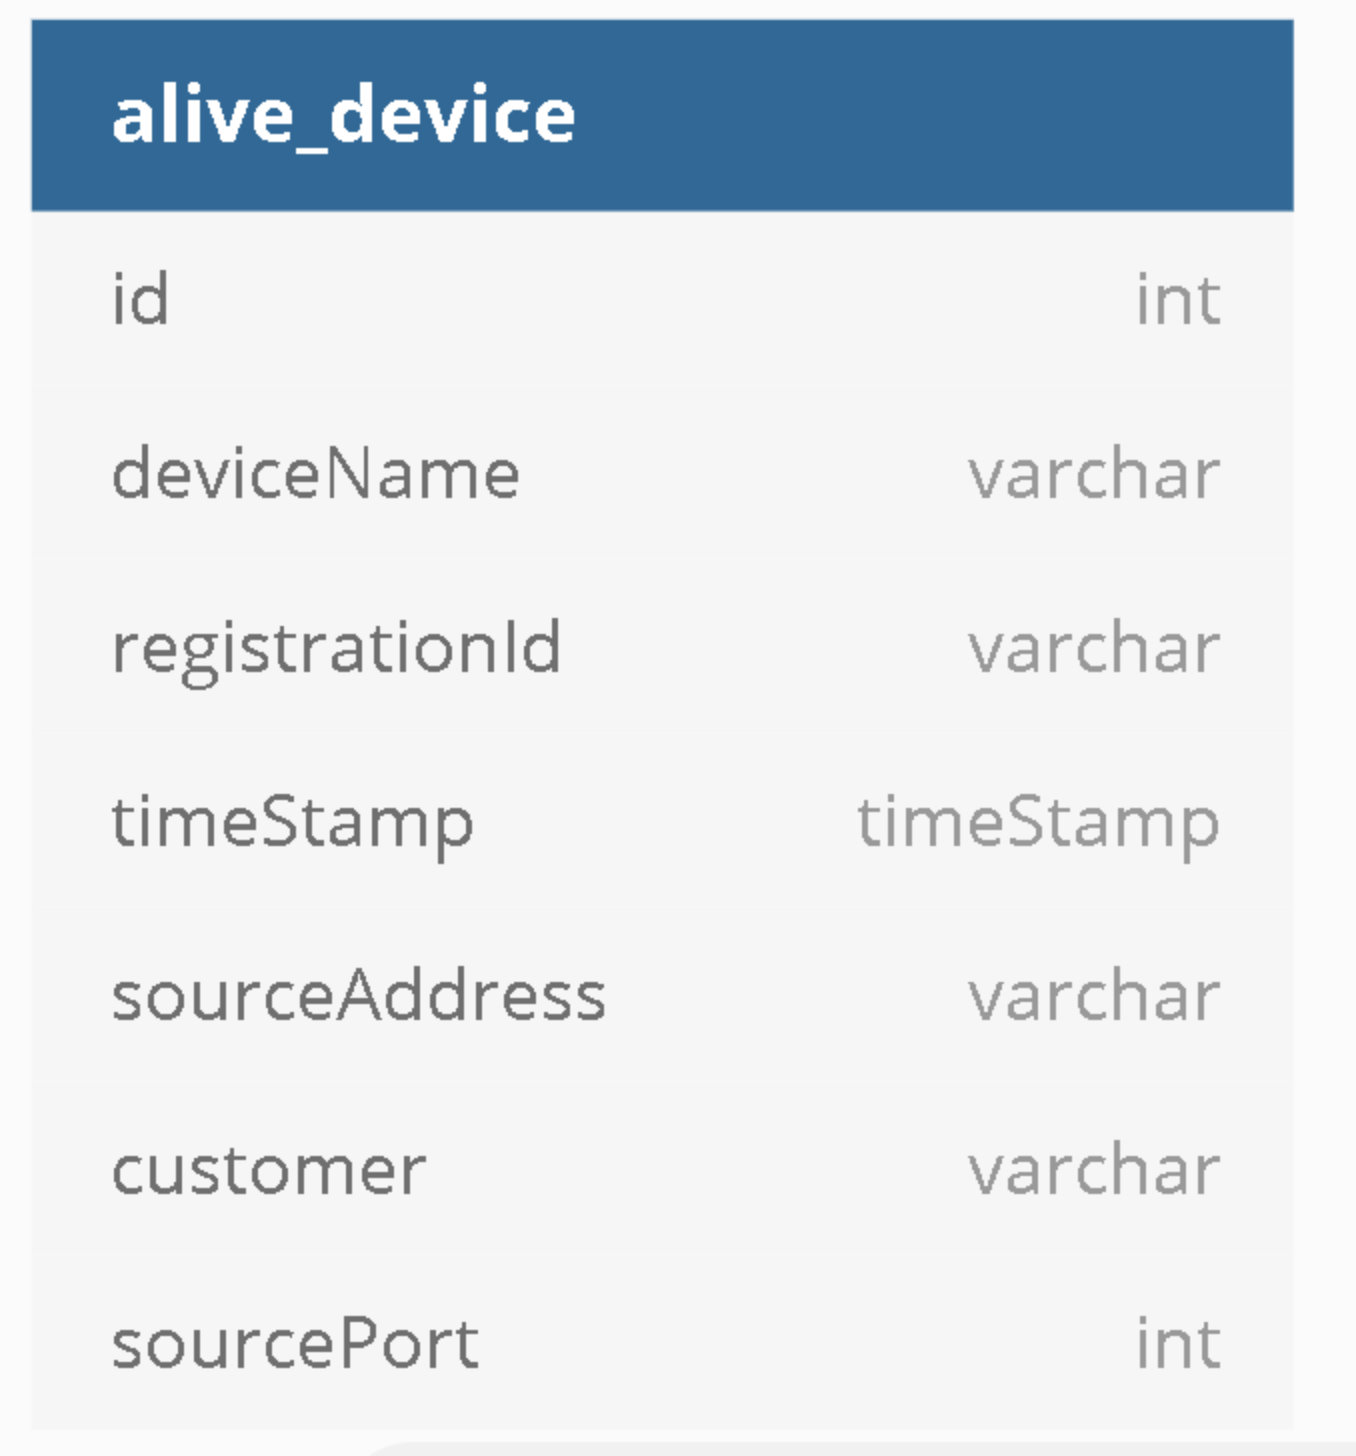 alive_device
id int
deviceName varchar
registrationId varchar
timeStamp timeStamp
sourceAddress varchar
customer varchar
sourcePort int